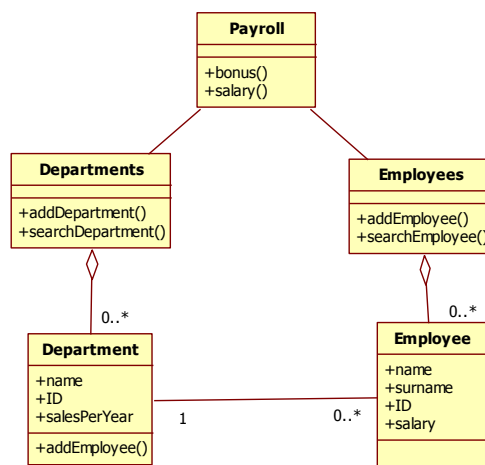 Payroll
+bonus()
+salary()
Departments
+addDepartment()
+searchDepartment()
Employees
+addEmployee()
+searchEmployee()
0..*
0..*
Department
+name
+ID
+salesPerYear
+addEmployee()
1
0..*
Employee
+name
+surname
+ID
+salary